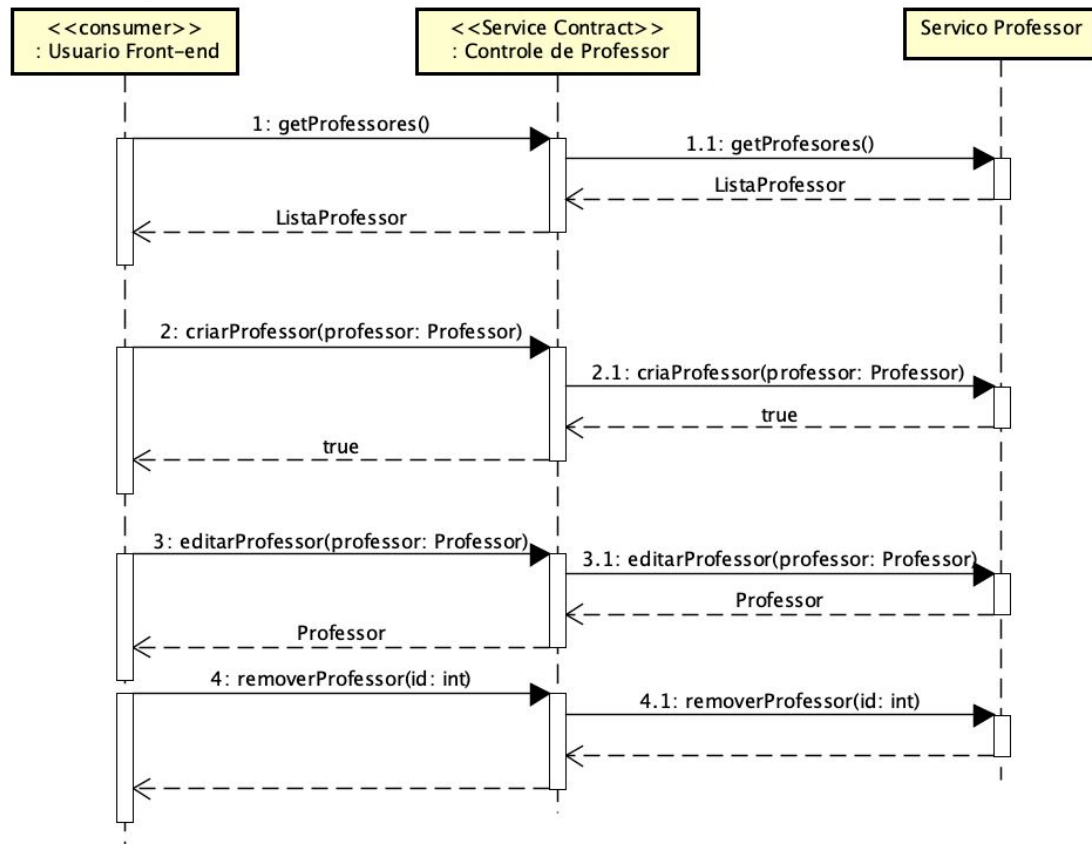 <<consumer>>
: Usuario Front-end
<<Service Contract>>
: Controle de Professor
Servico Professor
1: getProfessores()
1.1: getProfesores()
ListaProfessor
ListaProfessor
2: criarProfessor(professor: Professor)
2.1: criaProfessor(professor: Professor)
true
true
3: editarProfessor(professor: Professor)
3.1: editarProfessor(professor: Professor)
Professor
Professor
4: removerProfessor(id: int)
4.1: removerProfessor(id: int)